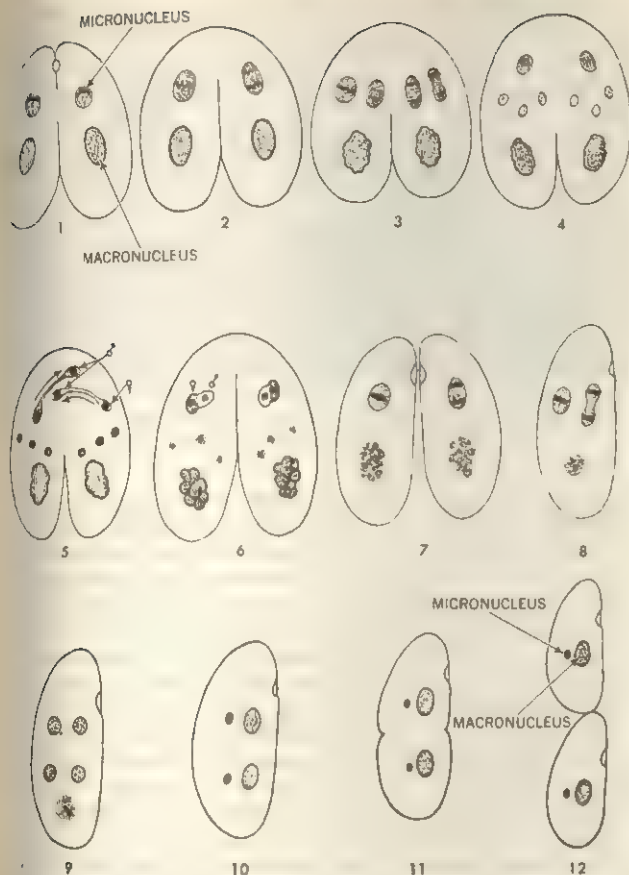 MICRONUCLEUS
1 2 3 4
MACRONUCLEUS
♂
♀
♀ ♂
5 6 7 8
MICRONUCLEUS
MACRONUCLEUS
9 10 11 12